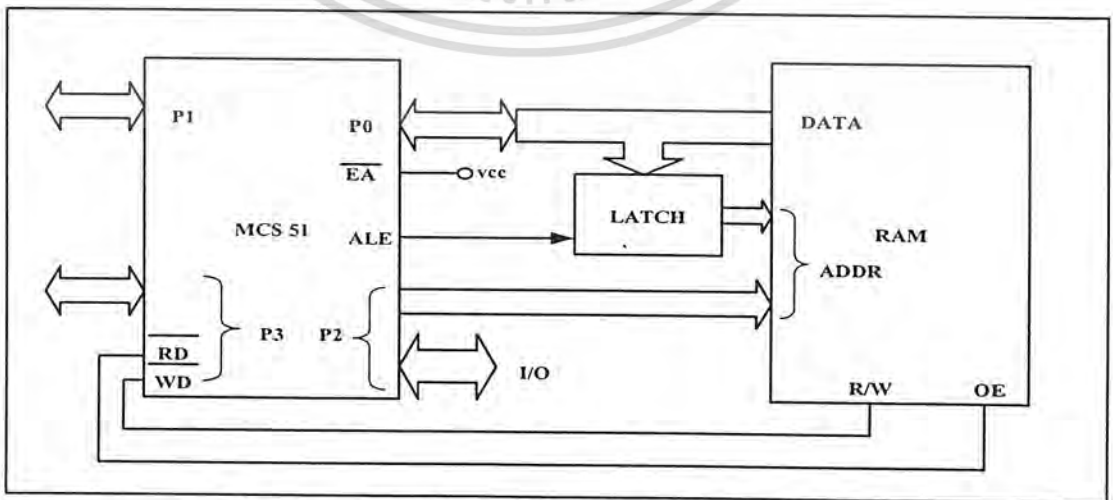 P1
P0
DATA
EA
vcc
LATCH
MCS 51
ALE
RAM
ADDR
P3
P2
RD
WD
I/O
R/W
OE